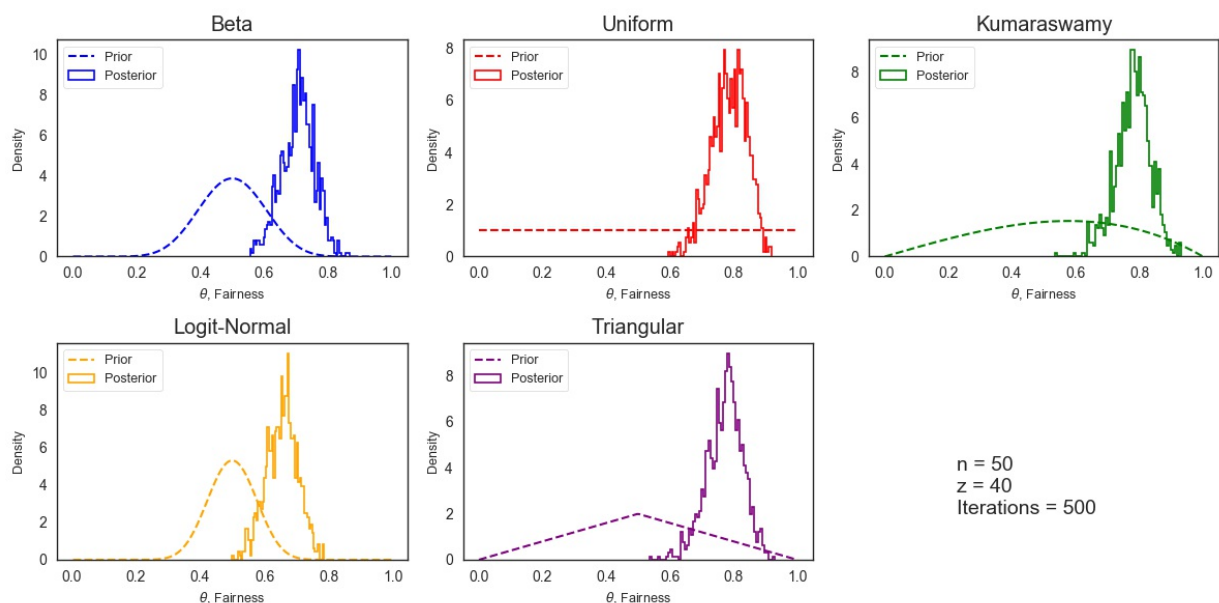 Beta
Prior
Posterior
Density
0
2
4
6
8
10
0.0 0.2 0.4 0.6 0.8 1.0
θ, Fairness
Uniform
Prior
Posterior
Density
0
2
4
6
8
0.0 0.2 0.4 0.6 0.8 1.0
θ, Fairness
Kumaraswamy
Prior
Posterior
Density
0
2
4
6
8
0.0 0.2 0.4 0.6 0.8 1.0
θ, Fairness
Logit-Normal
Prior
Posterior
Density
0
2
4
6
8
10
0.0 0.2 0.4 0.6 0.8 1.0
θ, Fairness
Triangular
Prior
Posterior
Density
0
2
4
6
8
0.0 0.2 0.4 0.6 0.8 1.0
θ, Fairness
n = 50
z = 40
Iterations = 500